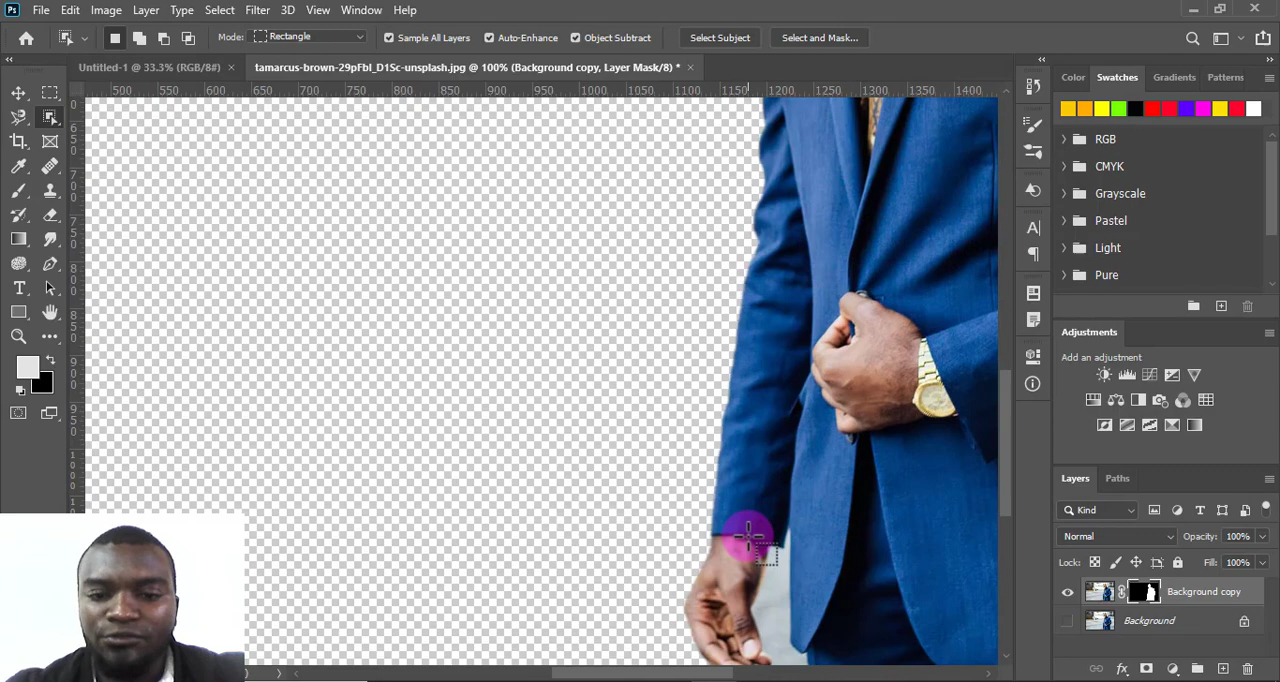 Ps File Edit Image Layer Type Select Filter 3D View Window Help
Mode: Rectangle Sample All Layers Auto-Enhance Object Subtract Select Subject Select and Mask...
Untitled-1 @ 33.3% (RGB/8#) × tamarcus-brown-29pFbI_D1Sc-unsplash.jpg @ 100% (Background copy, Layer Mask/8) * ×
500 550 600 650 700 750 800 850 900 950 1000 1050 1100 1150 1200 1250 1300 1350 1400
Color Swatches Gradients Patterns
RGB
CMYK
Grayscale
Pastel
Light
Pure
Adjustments
Add an adjustment
Layers Paths
Kind
Normal Opacity: 100%
Lock: Fill: 100%
Background copy
Background